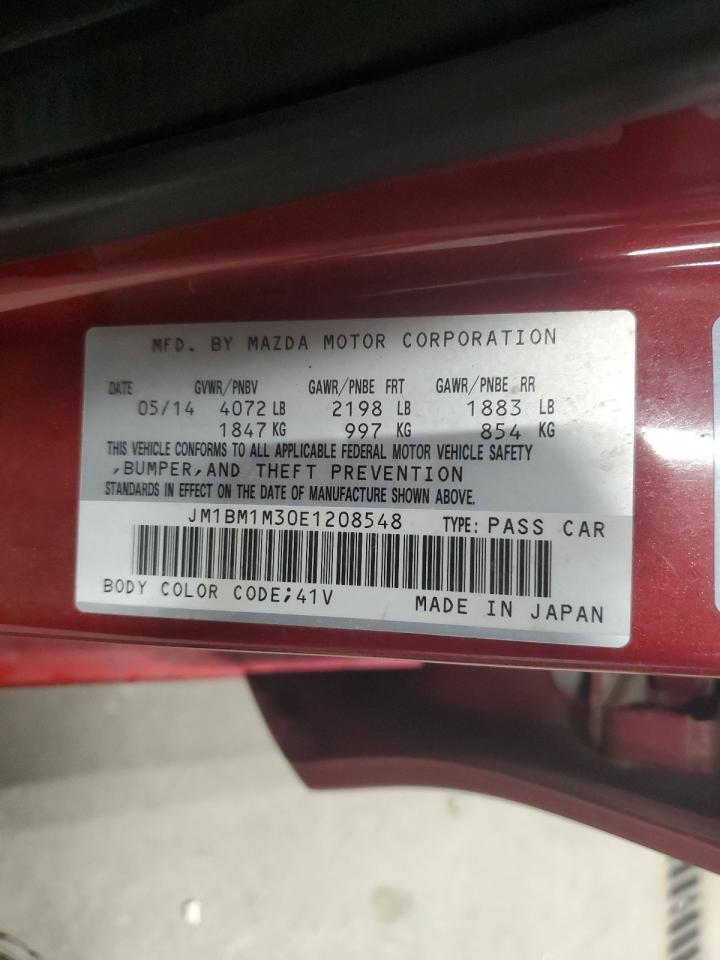 MFD. BY MAZDA MOTOR CORPORATION
DATE GVWR/PNBV GAWR/PNBE FRT GAWR/PNBE RR
05/14 4072 LB 2198 LB 1883 LB
1847 KG 997 KG 854 KG
THIS VEHICLE CONFORMS TO ALL APPLICABLE FEDERAL MOTOR VEHICLE SAFETY
,BUMPER,AND THEFT PREVENTION
STANDARDS IN EFFECT ON THE DATE OF MANUFACTURE SHOWN ABOVE.
JM1BM1M30E1208548 TYPE: PASS CAR
BODY COLOR CODE;41V MADE IN JAPAN